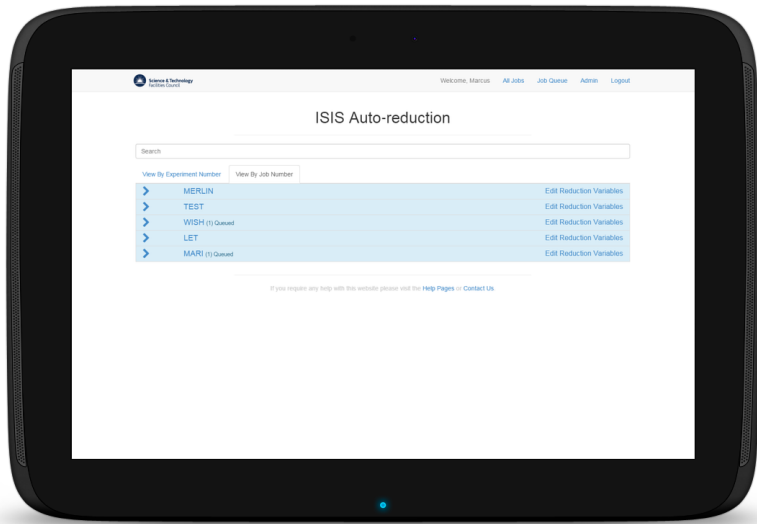 Science & Technology
Facilities Council
Welcome, Marcus All Jobs Job Queue Admin Logout
ISIS Auto-reduction
Search
View By Experiment Number View By Job Number
MERLIN Edit Reduction Variables
TEST Edit Reduction Variables
WISH (1) Queued Edit Reduction Variables
LET Edit Reduction Variables
MARI (1) Queued Edit Reduction Variables
If you require any help with this website please visit the Help Pages or Contact Us